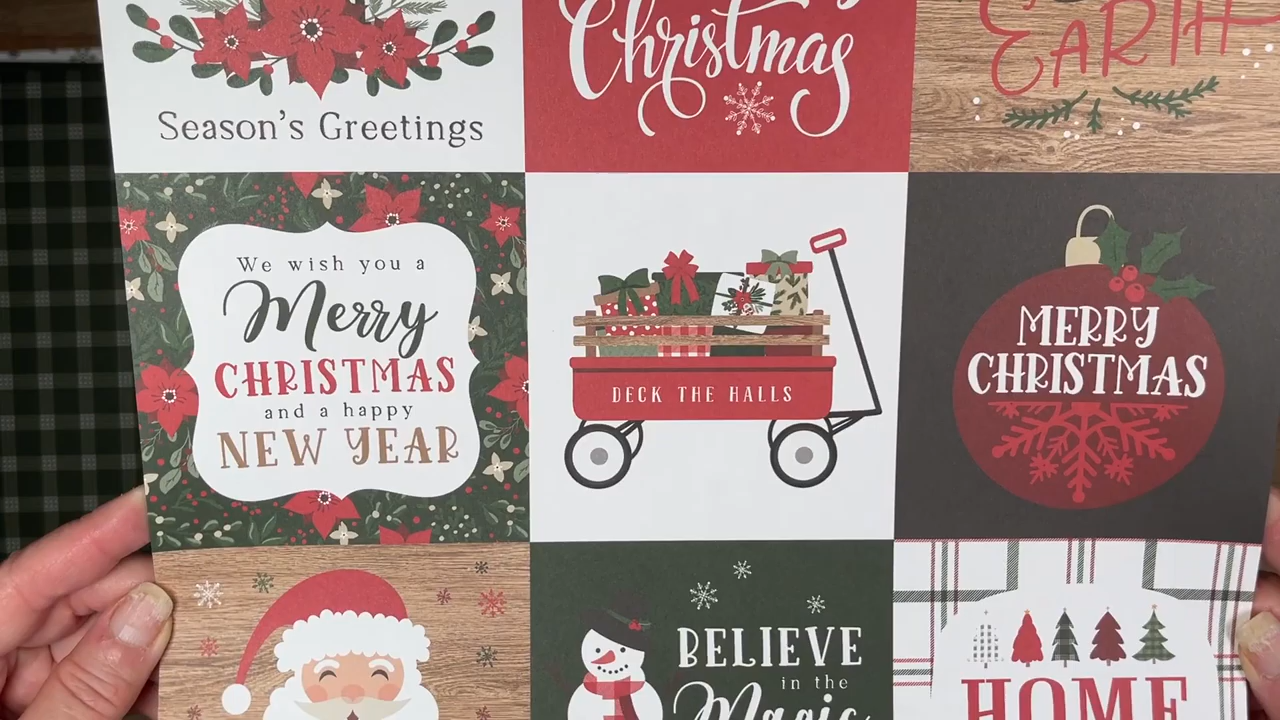 Season's Greetings
Christmas
EARTH
We wish you a
Merry
CHRISTMAS
and a happy
NEW YEAR
DECK THE HALLS
MERRY
CHRISTMAS
BELIEVE
in the
Magic
HOME